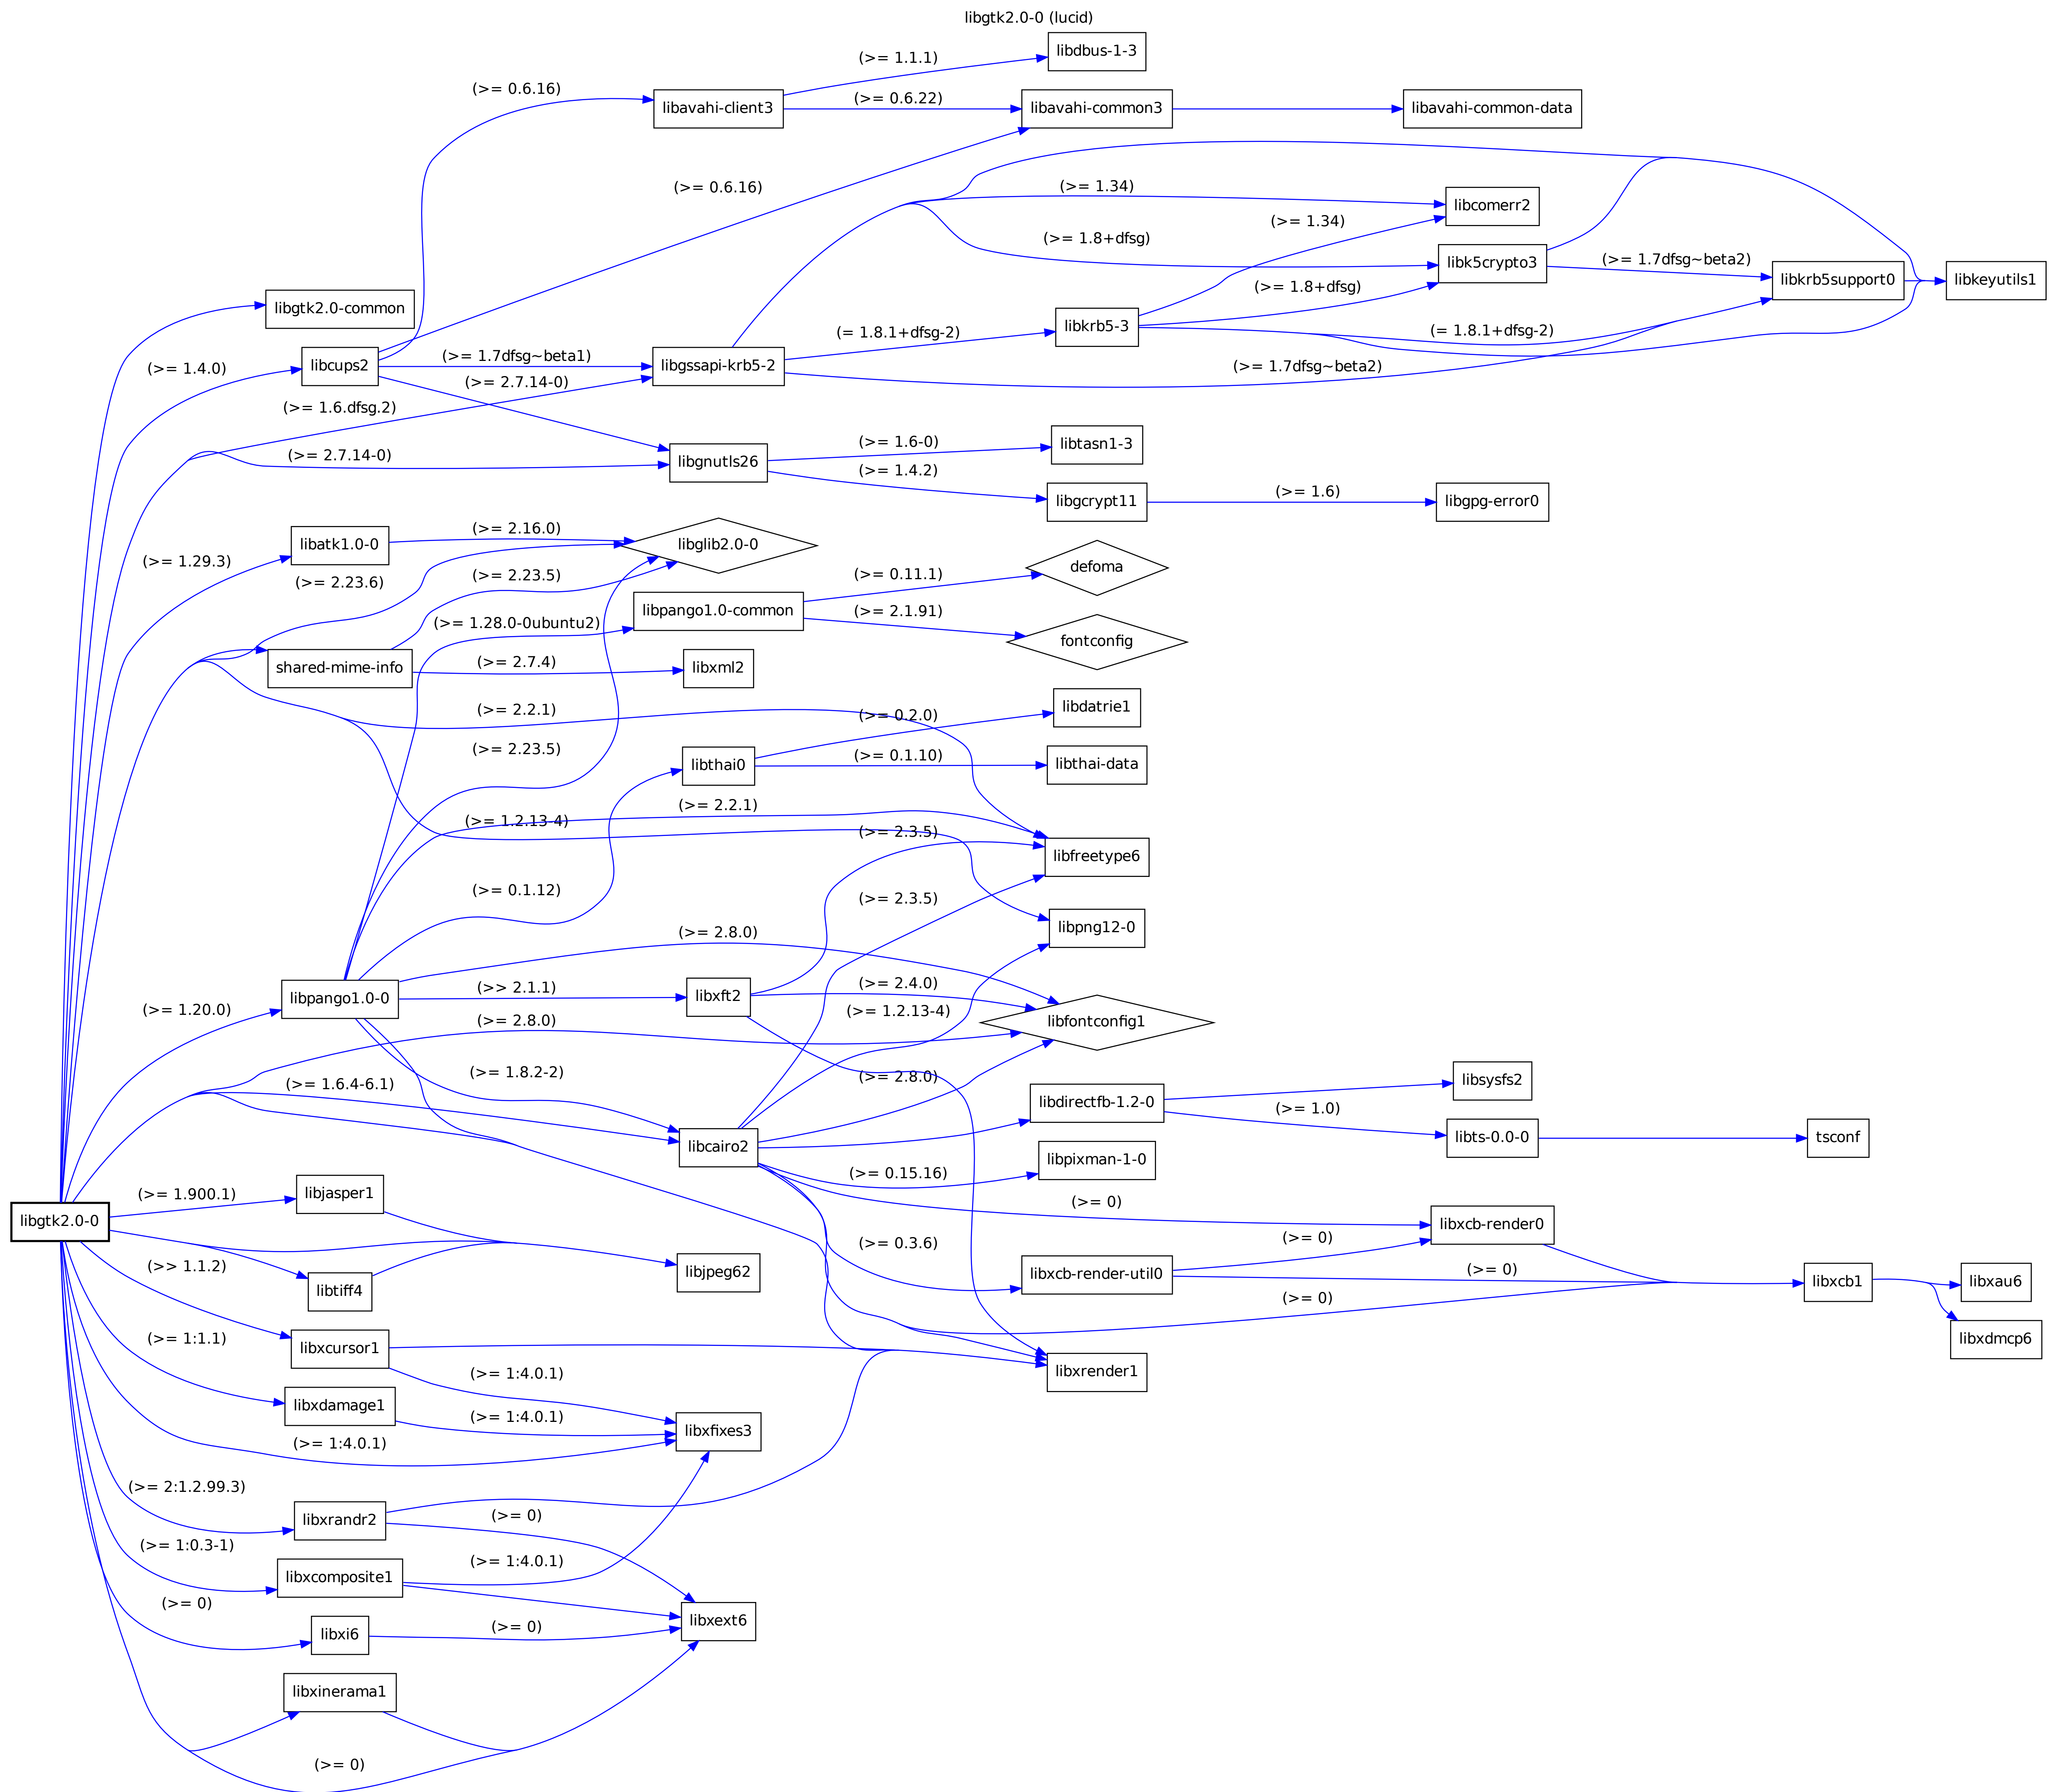 libgtk2.0-0 (lucid)
libdbus-1-3
(>= 1.1.1)
(>= 0.6.16)
libavahi-client3
(>= 0.6.22)
libavahi-common3
libavahi-common-data
(>= 0.6.16)
(>= 1.34)
libcomerr2
(>= 1.34)
(>= 1.8+dfsg)
libk5crypto3
(>= 1.7dfsg~beta2)
libkrb5support0
libkeyutils1
(>= 1.8+dfsg)
libgtk2.0-common
libkrb5-3
(= 1.8.1+dfsg-2)
(= 1.8.1+dfsg-2)
(>= 1.4.0)
libcups2
(>= 1.7dfsg~beta1)
libgssapi-krb5-2
(>= 1.7dfsg~beta2)
(>= 2.7.14-0)
(>= 1.6.dfsg.2)
(>= 2.7.14-0)
libgnutls26
(>= 1.6-0)
libtasn1-3
(>= 1.4.2)
libgcrypt11
(>= 1.6)
libgpg-error0
(>= 1.29.3)
libatk1.0-0
(>= 2.16.0)
libglib2.0-0
(>= 2.23.6)
(>= 2.23.5)
(>= 0.11.1)
defoma
libpango1.0-common
(>= 2.1.91)
(>= 1.28.0-0ubuntu2)
fontconfig
shared-mime-info
(>= 2.7.4)
libxml2
(>= 2.2.1)
(>= 0.2.0)
libdatrie1
(>= 2.23.5)
libthai0
(>= 0.1.10)
libthai-data
(>= 2.2.1)
(>= 1.2.13-4)
(>= 2.3.5)
libfreetype6
(>= 0.1.12)
(>= 2.3.5)
libpng12-0
(>= 2.8.0)
(>= 1.20.0)
libpango1.0-0
(>> 2.1.1)
libxft2
(>= 2.4.0)
(>= 1.2.13-4)
libfontconfig1
(>= 2.8.0)
(>= 1.6.4-6.1)
(>= 1.8.2-2)
(>= 2.8.0)
libdirectfb-1.2-0
libsysfs2
(>= 1.0)
libts-0.0-0
tsconf
libcairo2
libpixman-1-0
(>= 0.15.16)
(>= 0)
(>= 1.900.1)
libjasper1
libgtk2.0-0
libxcb-render0
(>= 0.3.6)
(>= 0)
(>> 1.1.2)
libtiff4
libjpeg62
libxcb-render-util0
(>= 0)
(>= 0)
libxcb1
libxau6
libxdmcp6
(>= 1:1.1)
libxcursor1
(>= 1:4.0.1)
libxrender1
libxdamage1
(>= 1:4.0.1)
libxfixes3
(>= 1:4.0.1)
(>= 2:1.2.99.3)
libxrandr2
(>= 0)
(>= 1:0.3-1)
libxcomposite1
(>= 1:4.0.1)
(>= 0)
libxi6
(>= 0)
libxext6
libxinerama1
(>= 0)